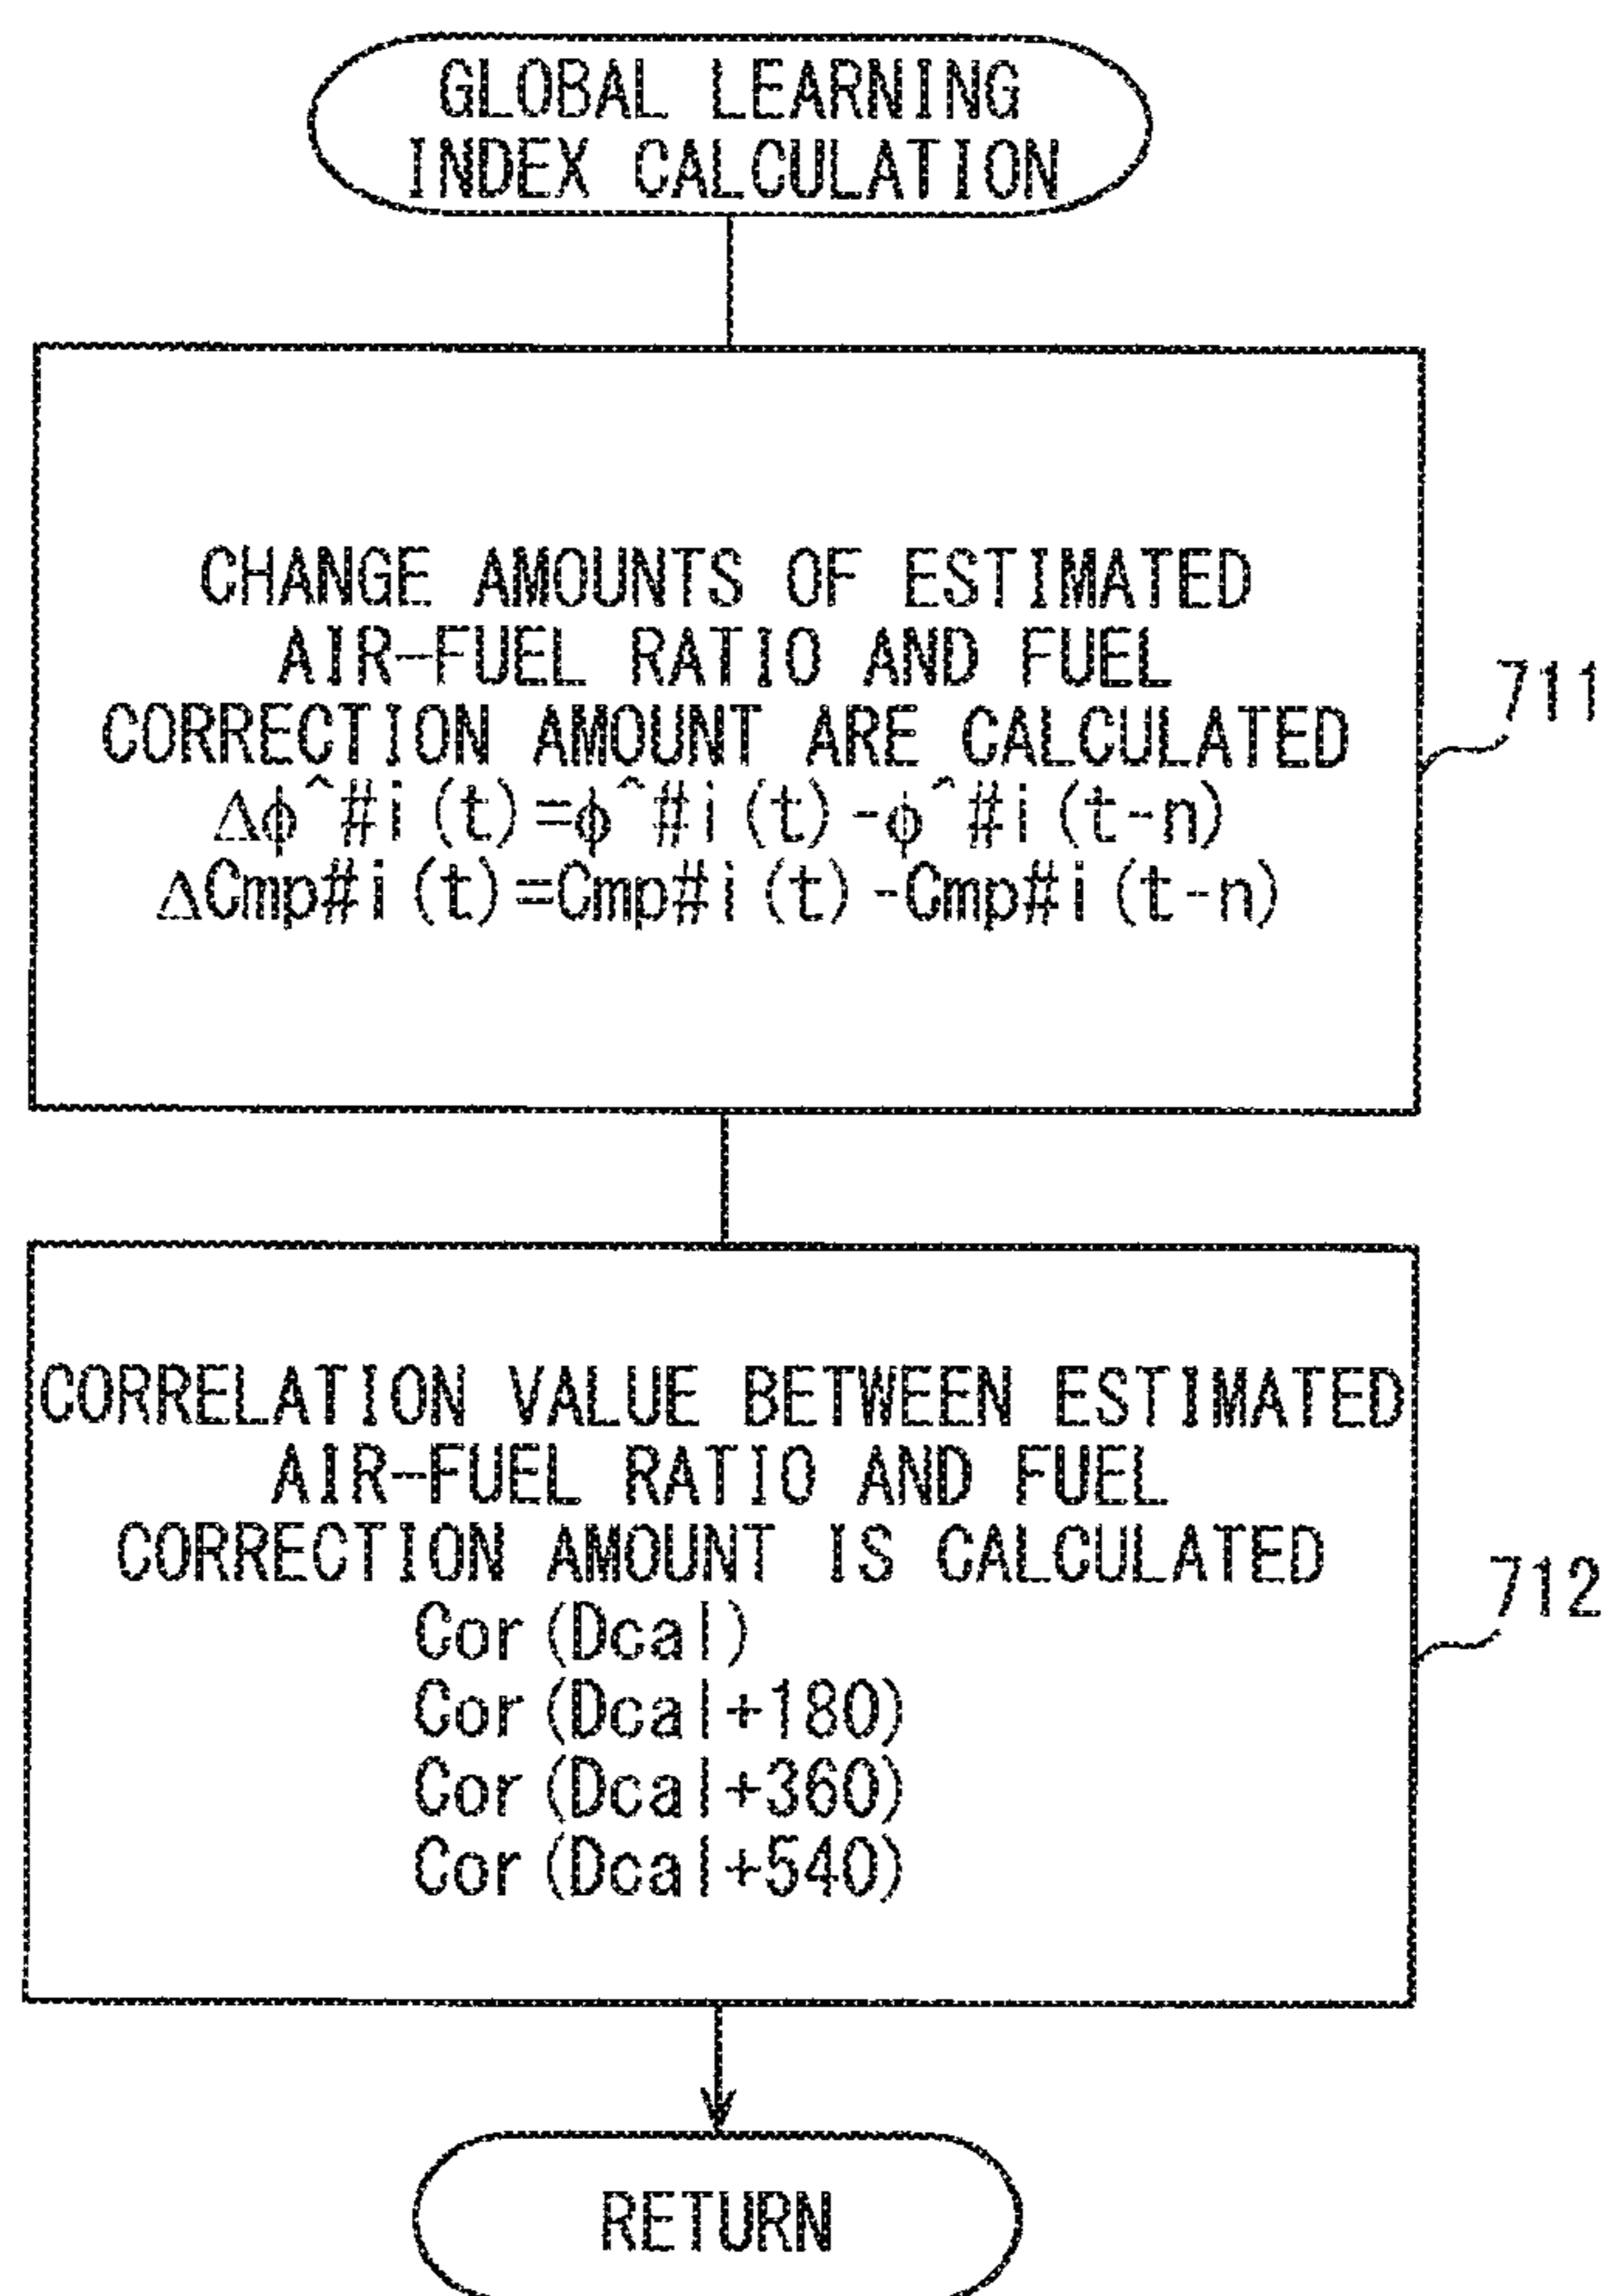 GLOBAL LEARNING
INDEX CALCULATION
CHANGE AMOUNTS OF ESTIMATED
AIR-FUEL RATIO AND FUEL
CORRECTION AMOUNT ARE CALCULATED
Δϕ^#i(t)=ϕ^#i(t)-ϕ^#i(t-n)
ΔCmp#i(t)=Cmp#i(t)-Cmp#i(t-n)
711
CORRELATION VALUE BETWEEN ESTIMATED
AIR-FUEL RATIO AND FUEL
CORRECTION AMOUNT IS CALCULATED
Cor(Dcal)
Cor(Dcal+180)
Cor(Dcal+360)
Cor(Dcal+540)
712
RETURN